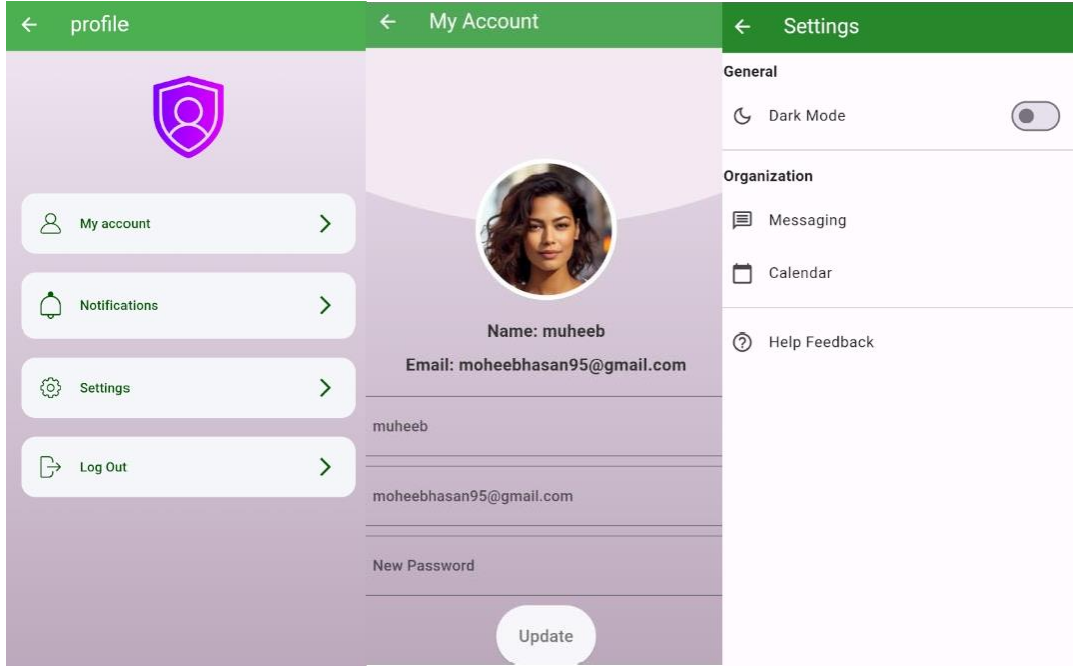 profile
My account
Notifications
Settings
Log Out
My Account
Name: muheeb
Email: moheebhasan95@gmail.com
muheeb
moheebhasan95@gmail.com
New Password
Update
Settings
General
Dark Mode
Organization
Messaging
Calendar
Help Feedback